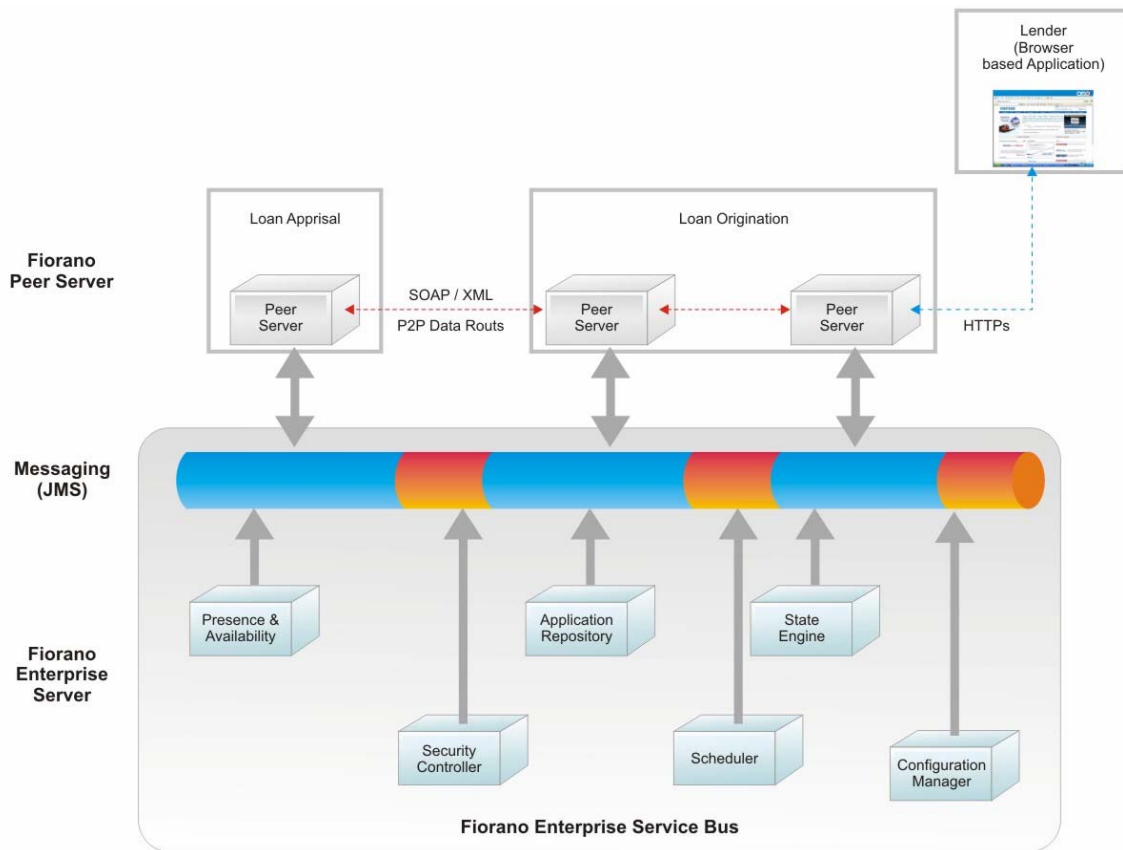 Lender
(Browser
based Application)
Loan Apprisal
Loan Origination
Fiorano
Peer Server
Peer
Server
SOAP / XML
P2P Data Routs
Peer
Server
Peer
Server
HTTPs
Messaging
(JMS)
Presence &
Availability
Application
Repository
State
Engine
Fiorano
Enterprise
Server
Security
Controller
Scheduler
Configuration
Manager
Fiorano Enterprise Service Bus